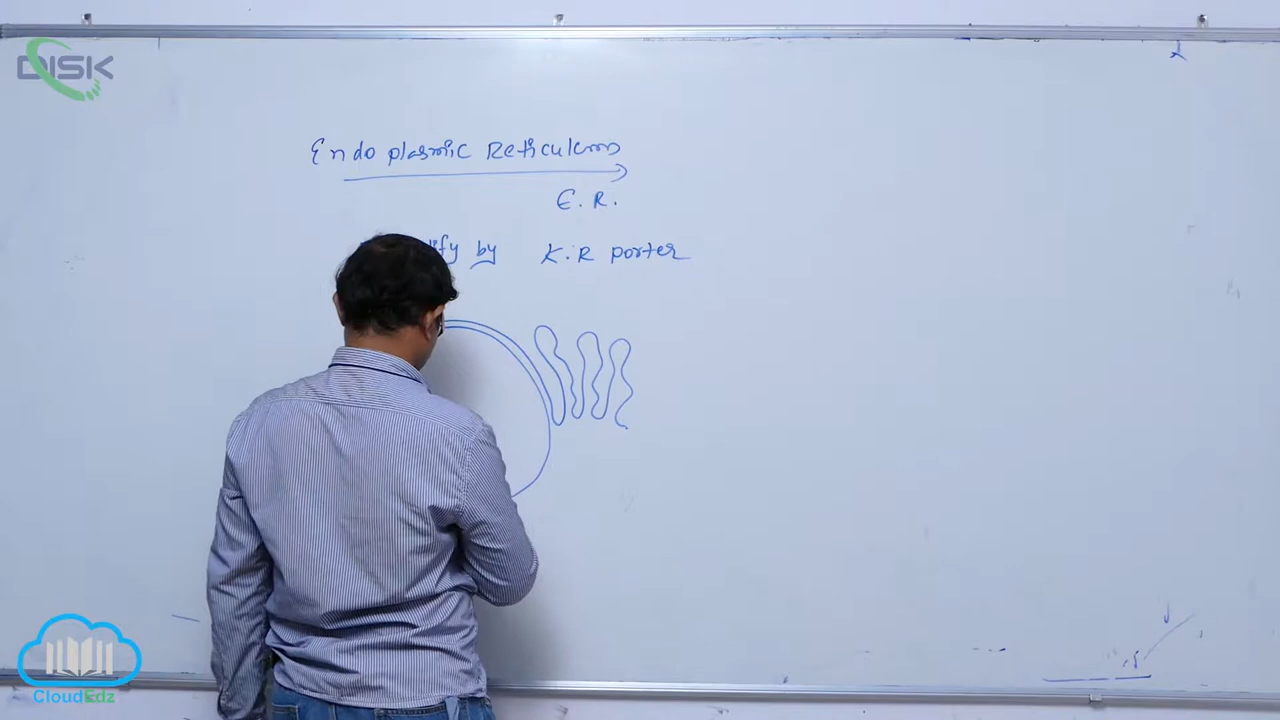 DISK
Endoplasmic Reticulum
E.R.
by K.R porter
CloudEdz